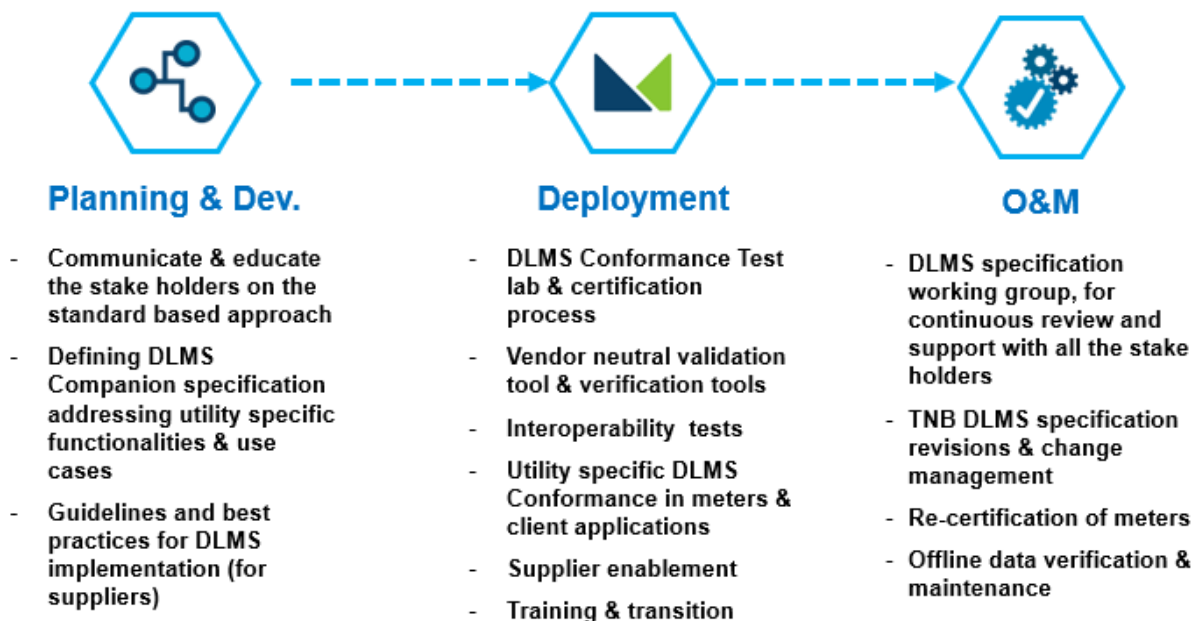 Planning & Dev.
- Communicate & educate
the stake holders on the
standard based approach
- Defining DLMS
Companion specification
addressing utility specific
functionalities & use
cases
- Guidelines and best
practices for DLMS
implementation (for
suppliers)
Deployment
- DLMS Conformance Test
lab & certification
process
- Vendor neutral validation
tool & verification tools
- Interoperability tests
- Utility specific DLMS
Conformance in meters &
client applications
- Supplier enablement
- Training & transition
O&M
- DLMS specification
working group, for
continuous review and
support with all the stake
holders
- TNB DLMS specification
revisions & change
management
- Re-certification of meters
- Offline data verification &
maintenance